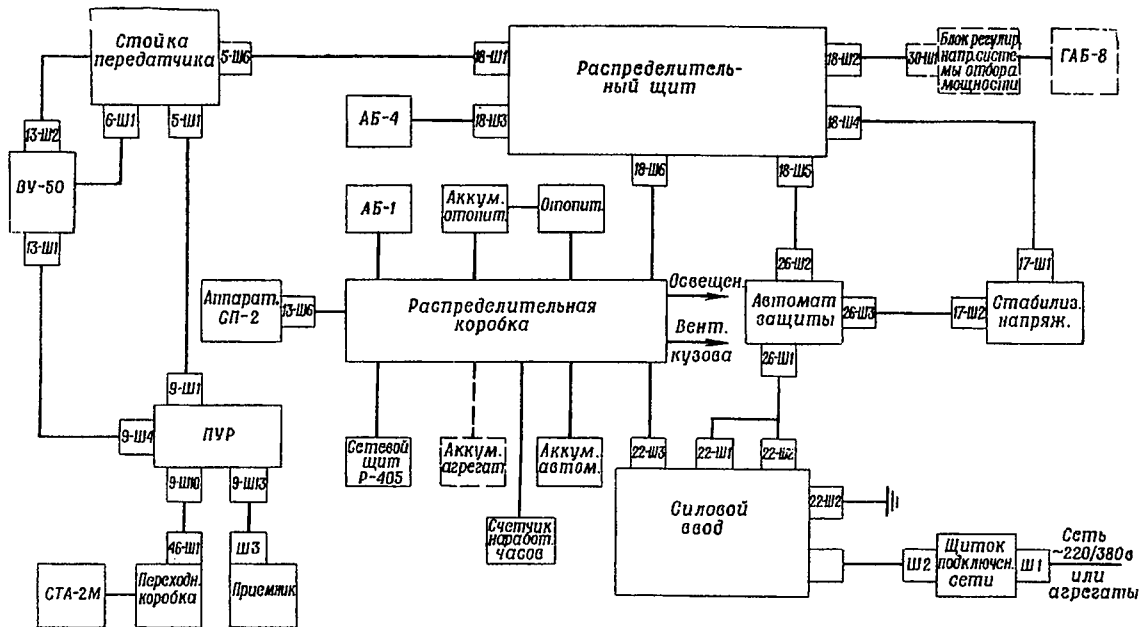 Стойка
передатчика
5-Ш6
6-Ш1
5-Ш1
13-Ш2
ВУ-50
13-Ш1
18-Ш1
Распределитель-
ный щит
18-Ш2
18-Ш3
18-Ш4
18-Ш6
18-Ш5
30-Ш1
Блок регулир.
напр. систе-
мы отбора
мощности
ГАБ-8
АБ-4
АБ-1
Аккум.
отопит.
Отопит.
Аппарат.
СП-2
13-Ш6
Распределительная
коробка
Освещен.
Вент.
кузова
26-Ш2
Автомат
защиты
26-Ш3
26-Ш1
17-Ш1
17-Ш2
Стабилиз.
напряж.
9-Ш1
9-Ш4
ПУР
9-Ш10
9-Ш13
46-Ш1
Ш3
СТА-2М
Переходн.
коробка
Приемник
Сетевой
щит
Р-405
Аккум.
агрегат.
Счетчик
наработ.
часов
Аккум.
автом.
22-Ш3
22-Ш1
22-Ш2
Силовой
ввод
22-Ш2
Ш2
Щиток
подключен.
сети
Ш1
Сеть
~220/380в
или
агрегаты